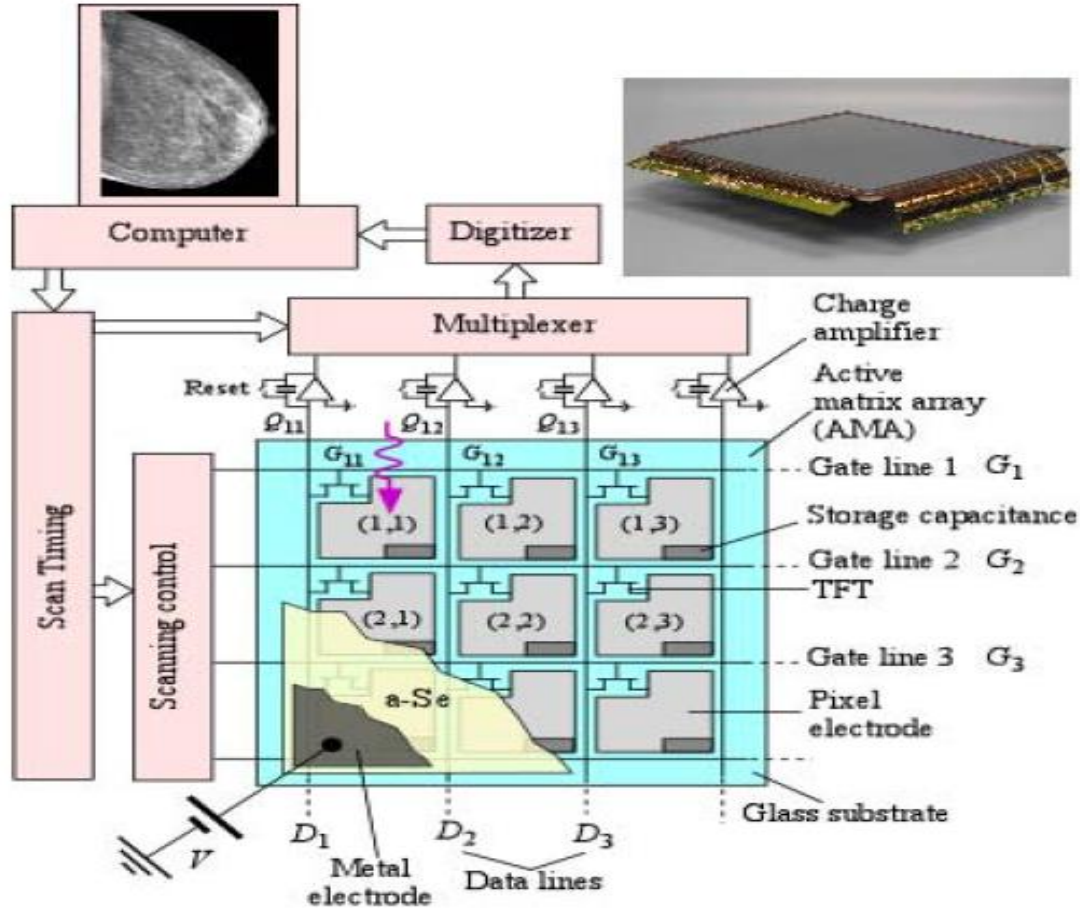 Computer
Digitizer
Multiplexer
Charge
amplifier
Reset
Active
matrix array
(AMA)
Q11
Q12
Q13
G11
G12
G13
Gate line 1 G1
(1,1)
(1,2)
(1,3)
Storage capacitance
Gate line 2 G2
TFT
(2,1)
(2,2)
(2,3)
Gate line 3 G3
a-Se
Pixel
electrode
Scan Timing
Scanning control
Glass substrate
V
D1
D2
D3
Metal
electrode
Data lines